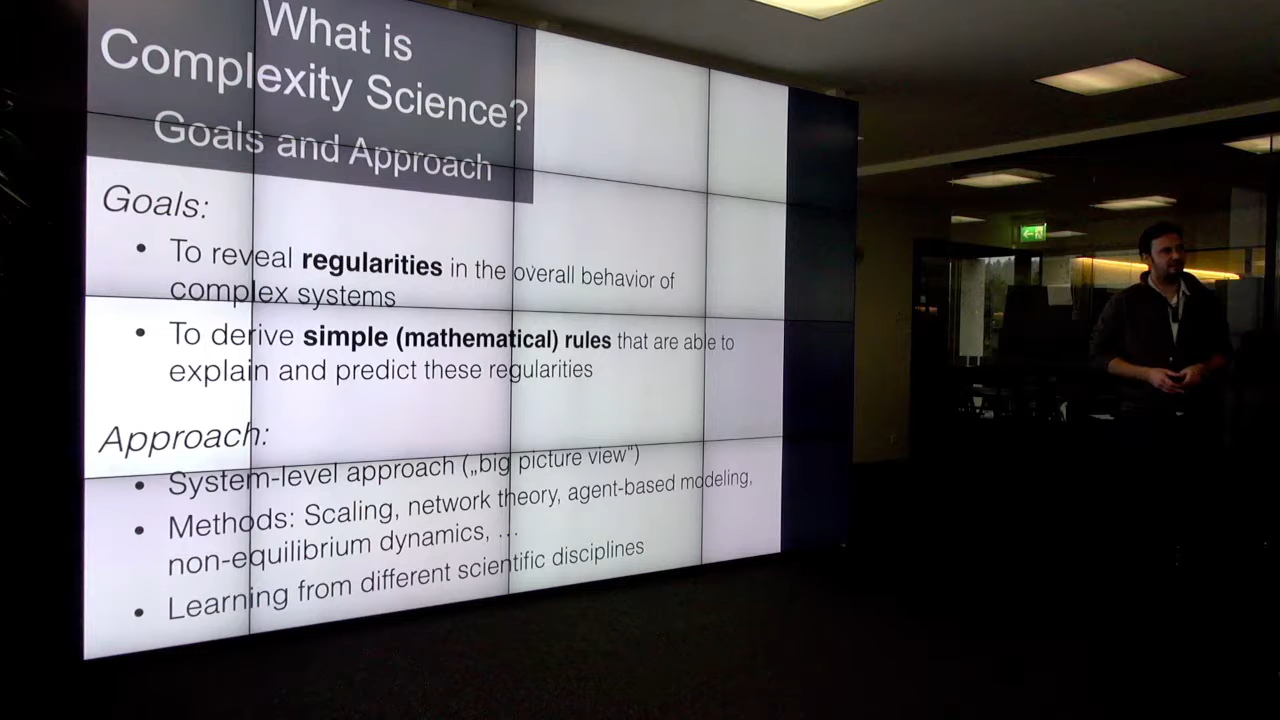 What is
Complexity Science?
Goals and Approach
Goals:
• To reveal regularities in the overall behavior of
complex systems
• To derive simple (mathematical) rules that are able to
explain and predict these regularities
Approach:
• System-level approach („big picture view“)
• Methods: Scaling, network theory, agent-based modeling,
non-equilibrium dynamics, …
• Learning from different scientific disciplines